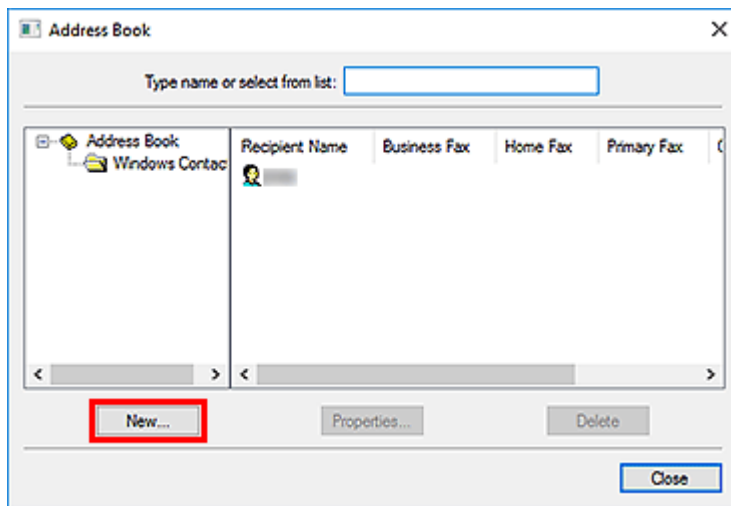 Address Book
Type name or select from list:
Address Book
Windows Contac
Recipient Name Business Fax Home Fax Primary Fax
New... Properties... Delete
Close